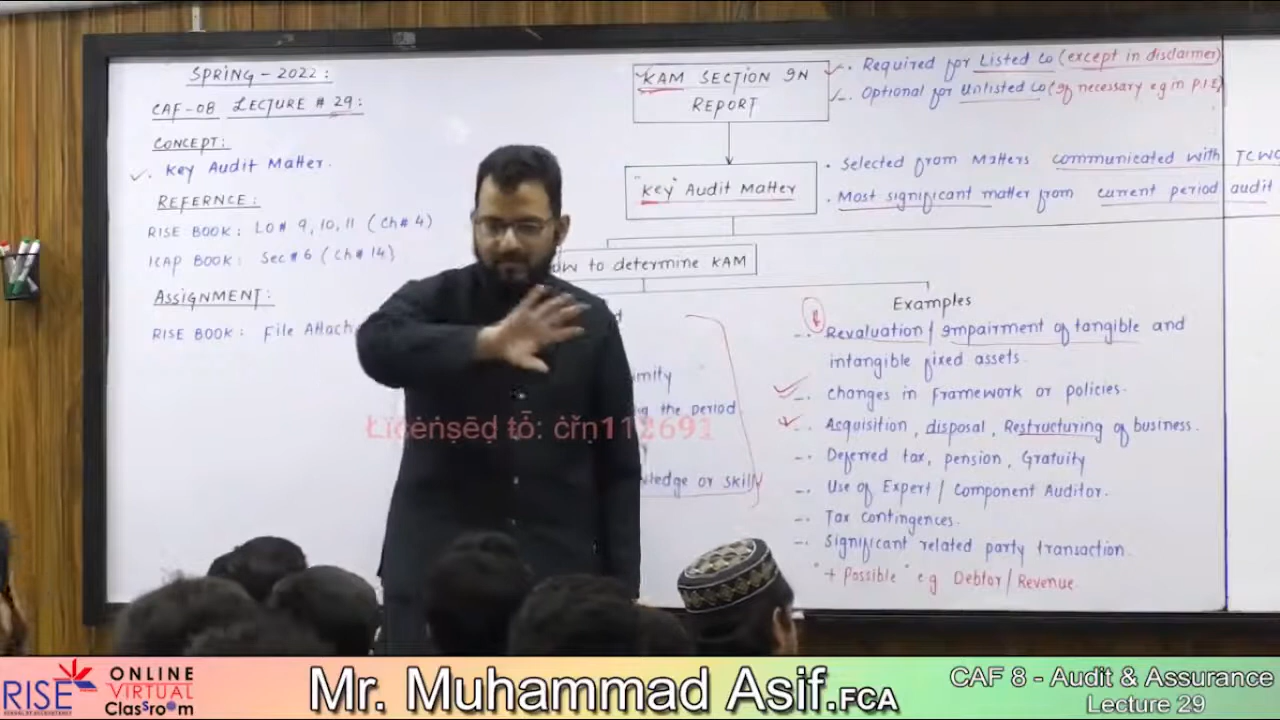 SPRING - 2022:
CAF-08 LECTURE # 29:
CONCEPT:
Key Audit Matter.
REFERNCE:
RISE BOOK: LO# 9, 10, 11 (Ch# 4)
ICAP BOOK: Sec # 6 (Ch# 14)
ASSIGNMENT:
RISE BOOK: File Attach
KAM SECTION IN
REPORT
. Required for Listed Co (except in disclaimer)
. Optional for Unlisted Co (if necessary eg in P.I.E)
"Key" Audit Matter
. Selected from Matters communicated with TCWG
. Most significant matter from current period audit
to determine KAM
the period
or skill
Examples
Revaluation / Impairment of tangible and
intangible fixed assets.
Changes in framework or policies.
Acquisition, disposal, Restructuring of business.
Deferred tax, pension, Gratuity
Use of Expert / Component Auditor.
Tax contingences.
Significant related party transaction.
"+ Possible" eg Debtor / Revenue.
Łïċėńṣëḍ tȱ: ċřņ112691
RISE
ONLINE
VIRTUAL
Classroom
Mr. Muhammad Asif.FCA
CAF 8 - Audit & Assurance
Lecture 29